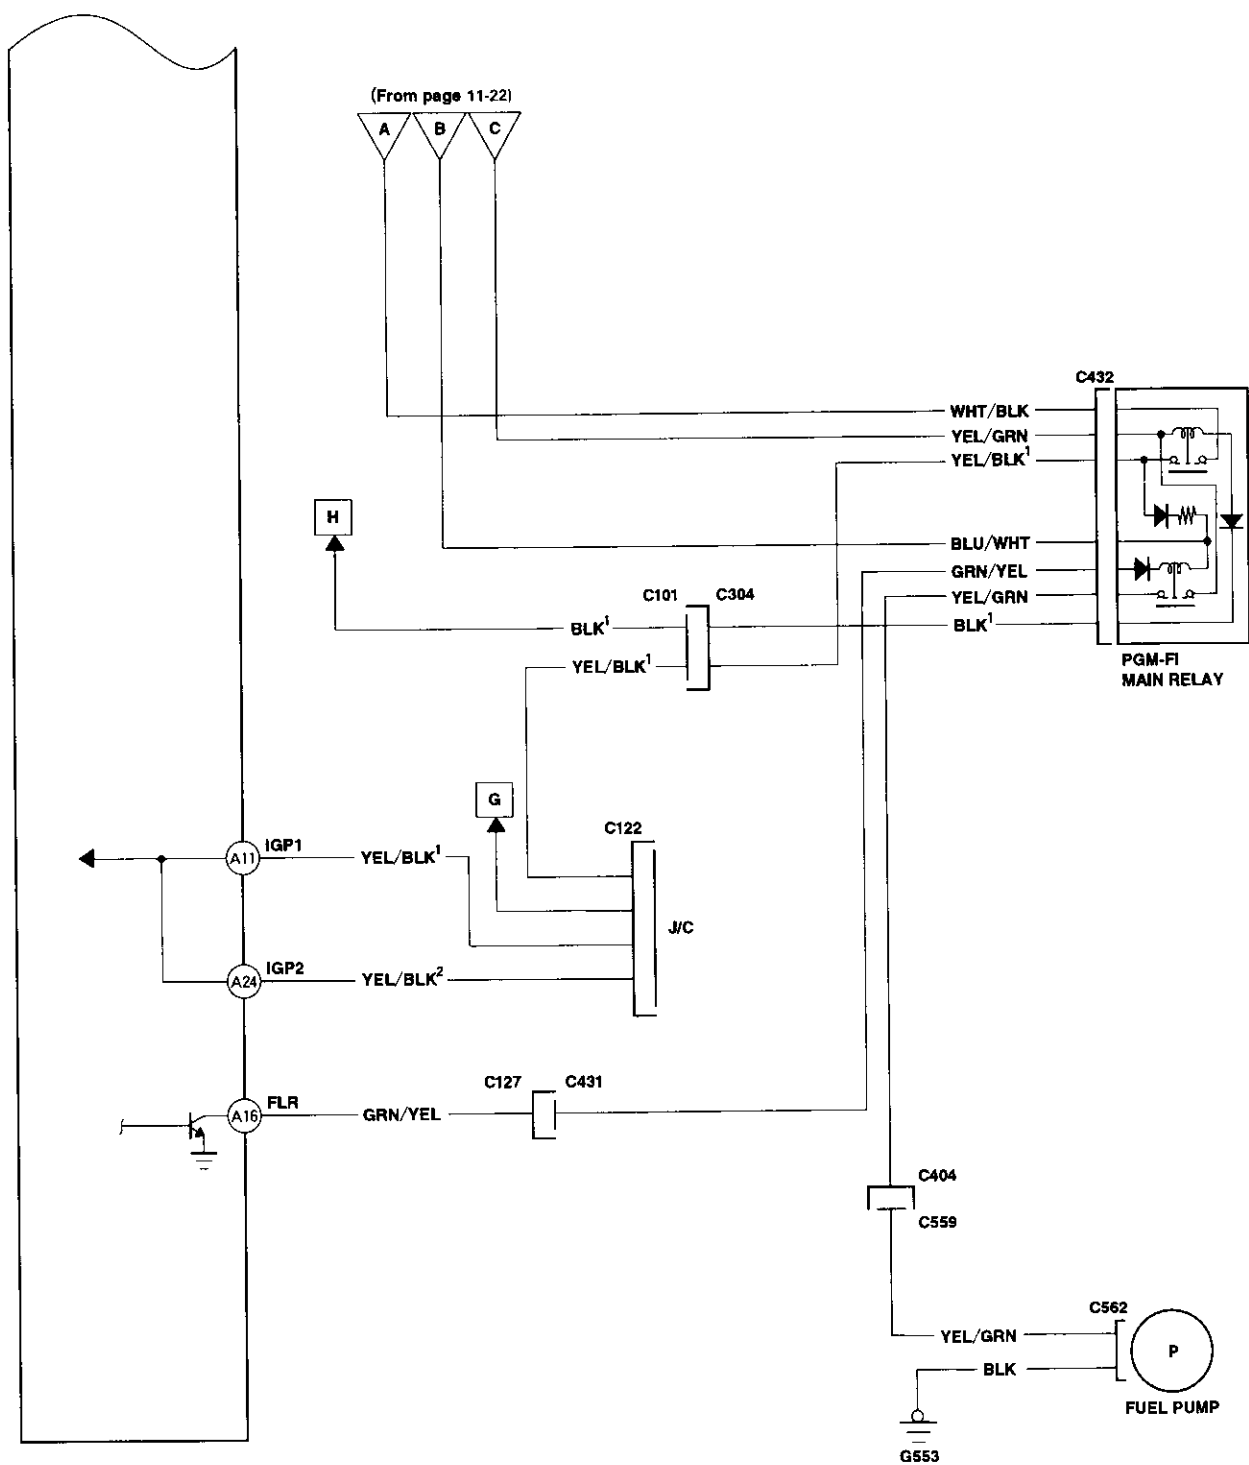 (From page 11-22)
A B C
C432
WHT/BLK
YEL/GRN
YEL/BLK¹
H
BLU/WHT
GRN/YEL
C101 C304
YEL/GRN
BLK¹ BLK¹
YEL/BLK¹
PGM-FI
MAIN RELAY
G
C122
IGP1
A11 YEL/BLK¹
J/C
IGP2
A24 YEL/BLK²
C127 C431
FLR
A16 GRN/YEL
C404
C559
C562
YEL/GRN
P
BLK
FUEL PUMP
G553